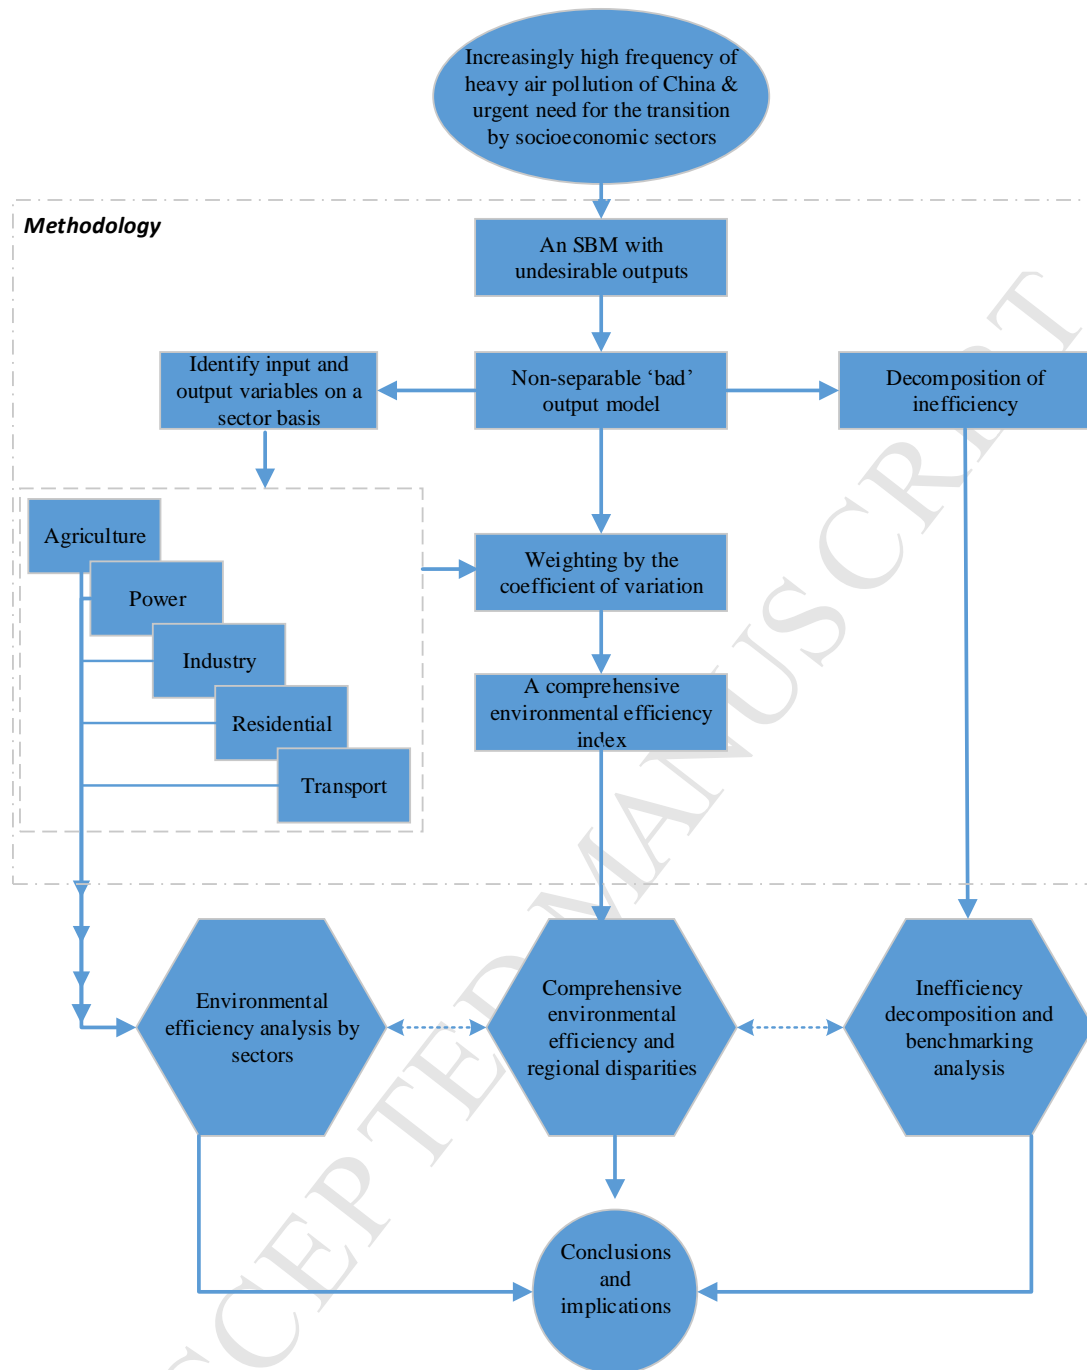 Increasingly high frequency of
heavy air pollution of China &
urgent need for the transition
by socioeconomic sectors
Methodology
An SBM with
undesirable outputs
Identify input and
output variables on a
sector basis
Non-separable ‘bad’
output model
Decomposition of
inefficiency
Agriculture
Power
Industry
Residential
Transport
Weighting by the
coefficient of variation
A comprehensive
environmental efficiency
index
Environmental
efficiency analysis by
sectors
Comprehensive
environmental
efficiency and
regional disparities
Inefficiency
decomposition and
benchmarking
analysis
Conclusions
and
implications
CCEPTED MANUSCRIPT